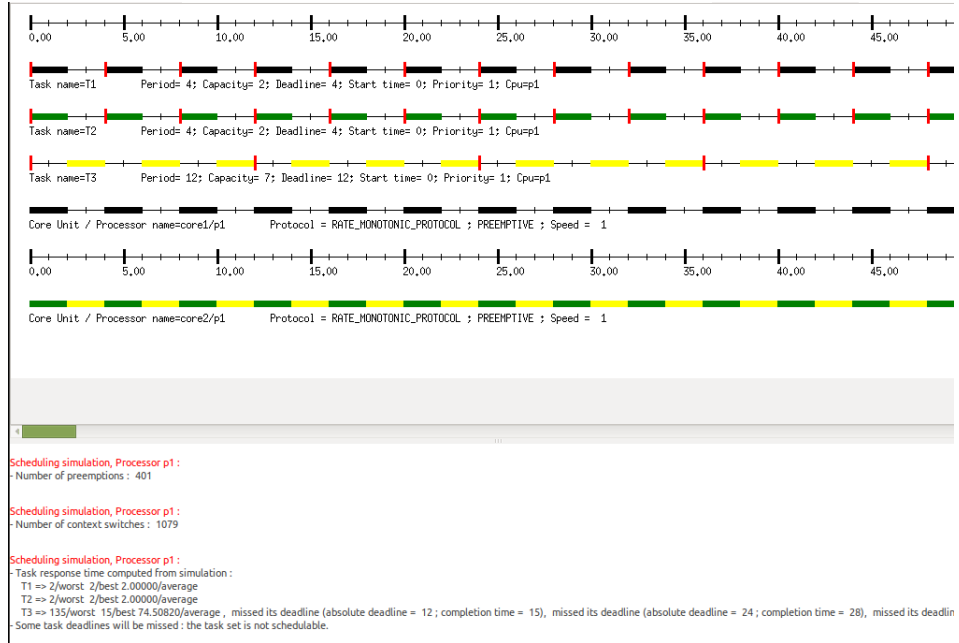 0,00 5,00 10,00 15,00 20,00 25,00 30,00 35,00 40,00 45,00
Task name=T1 Period= 4; Capacity= 2; Deadline= 4; Start time= 0; Priority= 1; Cpu=p1
Task name=T2 Period= 4; Capacity= 2; Deadline= 4; Start time= 0; Priority= 1; Cpu=p1
Task name=T3 Period= 12; Capacity= 7; Deadline= 12; Start time= 0; Priority= 1; Cpu=p1
Core Unit / Processor name=core1/p1 Protocol = RATE_MONOTONIC_PROTOCOL ; PREEMPTIVE ; Speed = 1
0,00 5,00 10,00 15,00 20,00 25,00 30,00 35,00 40,00 45,00
Core Unit / Processor name=core2/p1 Protocol = RATE_MONOTONIC_PROTOCOL ; PREEMPTIVE ; Speed = 1
Scheduling simulation, Processor p1 :
- Number of preemptions : 401
Scheduling simulation, Processor p1 :
- Number of context switches : 1079
Scheduling simulation, Processor p1 :
- Task response time computed from simulation :
T1 => 2/worst 2/best 2.00000/average
T2 => 2/worst 2/best 2.00000/average
T3 => 135/worst 15/best 74.50820/average , missed its deadline (absolute deadline = 12 ; completion time = 15), missed its deadline (absolute deadline = 24 ; completion time = 28), missed its deadlin
- Some task deadlines will be missed : the task set is not schedulable.